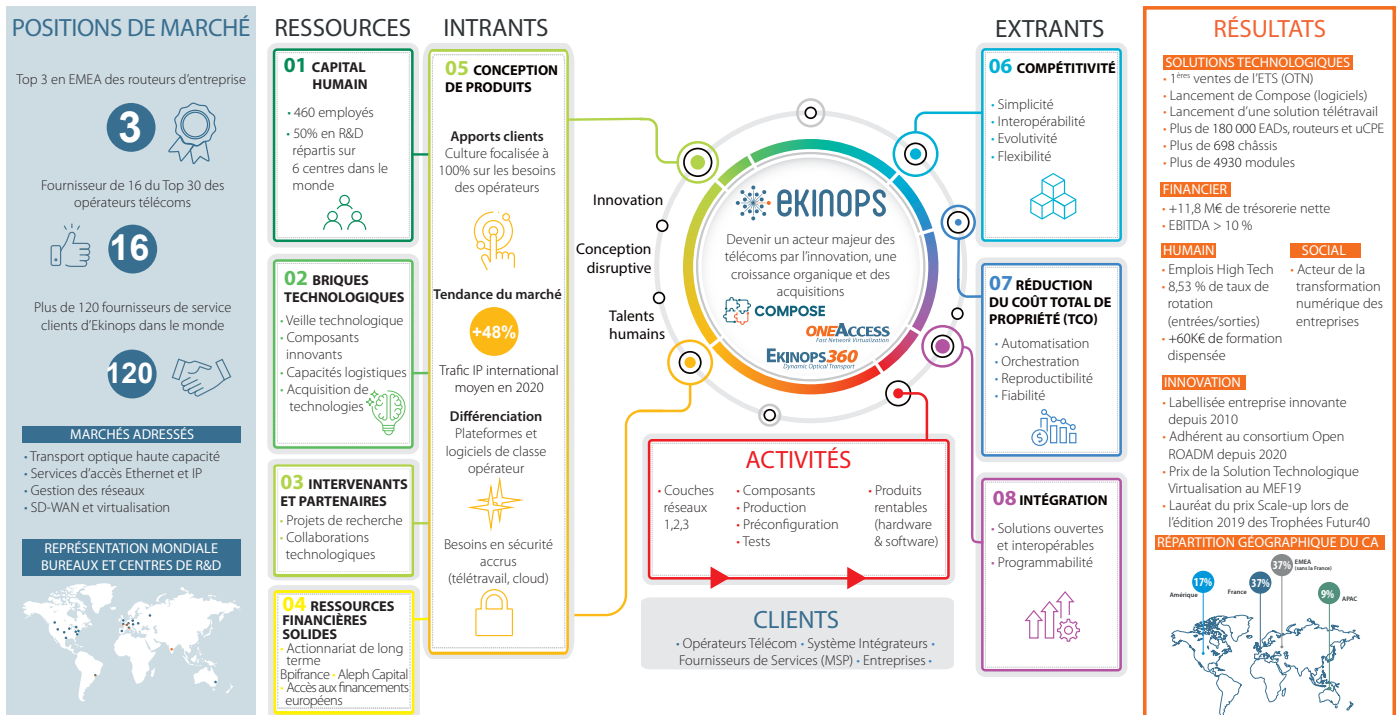 POSITIONS DE MARCHÉ
Top 3 en EMEA des routeurs d'entreprise
3
Fournisseur de 16 du Top 30 des
opérateurs télécoms
16
Plus de 120 fournisseurs de service
clients d'Ekinops dans le monde
120
MARCHÉS ADRESSÉS
• Transport optique haute capacité
• Services d'accès Ethernet et IP
• Gestion des réseaux
• SD-WAN et virtualisation
REPRÉSENTATION MONDIALE
BUREAUX ET CENTRES DE R&D
RESSOURCES
01 CAPITAL
HUMAIN
• 460 employés
• 50% en R&D
répartis sur
6 centres dans le
monde
02 BRIQUES
TECHNOLOGIQUES
• Veille technologique
• Composants
innovants
• Capacités logistiques
• Acquisition de
technologies
03 INTERVENANTS
ET PARTENAIRES
• Projets de recherche
• Collaborations
technologiques
04 RESSOURCES
FINANCIÈRES
SOLIDES
• Actionnariat de long
terme
Bpifrance • Aleph Capital
• Accès aux financements
européens
INTRANTS
05 CONCEPTION
DE PRODUITS
Apports clients
Culture focalisée à
100% sur les besoins
des opérateurs
Tendance du marché
+48%
Trafic IP international
moyen en 2020
Différenciation
Plateformes et
logiciels de classe
opérateur
Besoins en sécurité
accrus
(télétravail, cloud)
Innovation
Conception
disruptive
Talents
humains
eKINOPS
Devenir un acteur majeur des
télécoms par l'innovation, une
croissance organique et des
acquisitions
COMPOSE
ONEACCESS
Fast Network Virtualization
EKINOPS360
Dynamic Optical Transport
ACTIVITÉS
• Couches
réseaux
1,2,3
• Composants
• Production
• Préconfiguration
• Tests
• Produits
rentables
(hardware
& software)
CLIENTS
• Opérateurs Télécom • Système Intégrateurs •
Fournisseurs de Services (MSP) • Entreprises •
EXTRANTS
06 COMPÉTITIVITÉ
• Simplicité
• Interopérabilité
• Evolutivité
• Flexibilité
07 RÉDUCTION
DU COÛT TOTAL DE
PROPRIÉTÉ (TCO)
• Automatisation
• Orchestration
• Reproductibilité
• Fiabilité
08 INTÉGRATION
• Solutions ouvertes
et interopérables
• Programmabilité
RÉSULTATS
SOLUTIONS TECHNOLOGIQUES
• 1ères ventes de l'ETS (OTN)
• Lancement de Compose (logiciels)
• Lancement d'une solution télétravail
• Plus de 180 000 EADs, routeurs et uCPE
• Plus de 698 châssis
• Plus de 4930 modules
FINANCIER
• +11,8 M€ de trésorerie nette
• EBITDA > 10 %
HUMAIN
• Emplois High Tech
• 8,53 % de taux de
rotation
(entrées/sorties)
• +60K€ de formation
dispensée
SOCIAL
• Acteur de la
transformation
numérique des
entreprises
INNOVATION
• Labellisée entreprise innovante
depuis 2010
• Adhérent au consortium Open
ROADM depuis 2020
• Prix de la Solution Technologique
Virtualisation au MEF19
• Lauréat du prix Scale-up lors de
l'édition 2019 des Trophées Futur40
RÉPARTITION GÉOGRAPHIQUE DU CA
17%
Amérique
37%
France
37%
EMEA
(sans la France)
9%
APAC